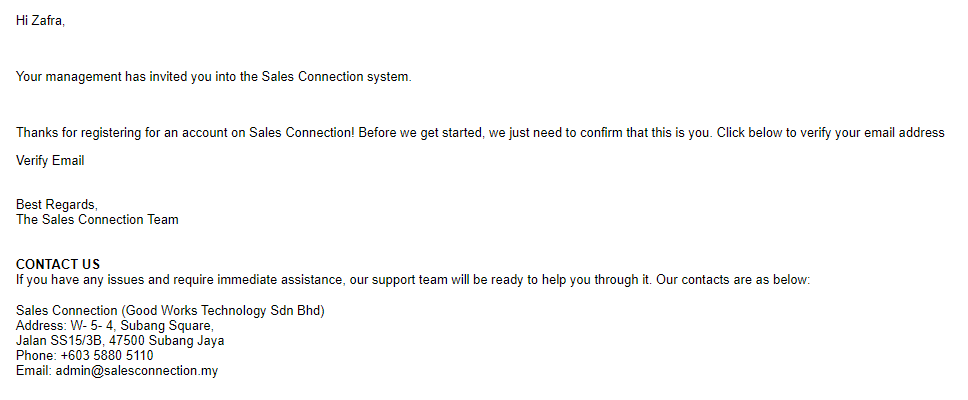 Hi Zafra,
Your management has invited you into the Sales Connection system.
Thanks for registering for an account on Sales Connection! Before we get started, we just need to confirm that this is you. Click below to verify your email address
Verify Email
Best Regards,
The Sales Connection Team
CONTACT US
If you have any issues and require immediate assistance, our support team will be ready to help you through it. Our contacts are as below:
Sales Connection (Good Works Technology Sdn Bhd)
Address: W- 5- 4, Subang Square,
Jalan SS15/3B, 47500 Subang Jaya
Phone: +603 5880 5110
Email: admin@salesconnection.my